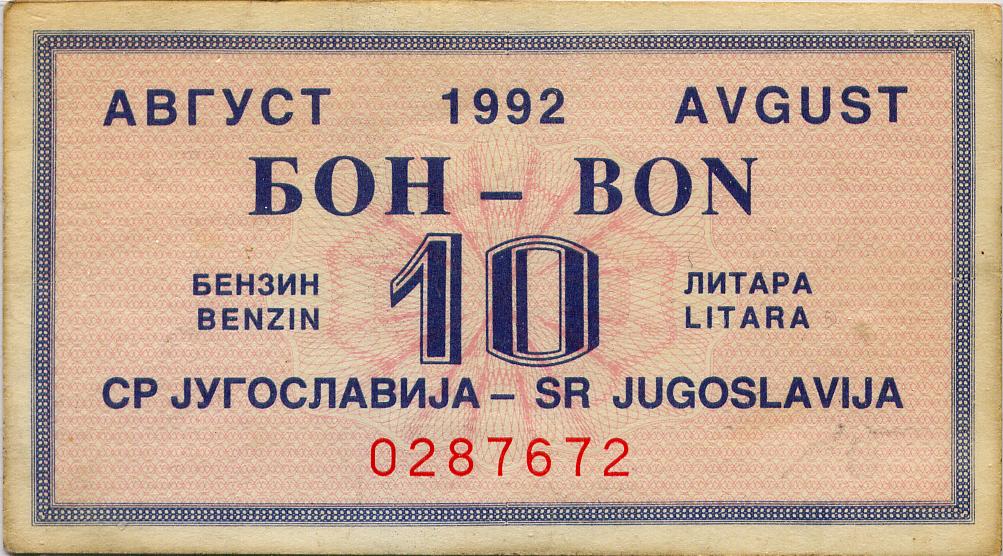 АВГУСТ 1992 AVGUST
БОН – BON
БЕНЗИН 10 ЛИТАРА
BENZIN LITARA
СР ЈУГОСЛАВИЈА – SR JUGOSLAVIJA
0287672